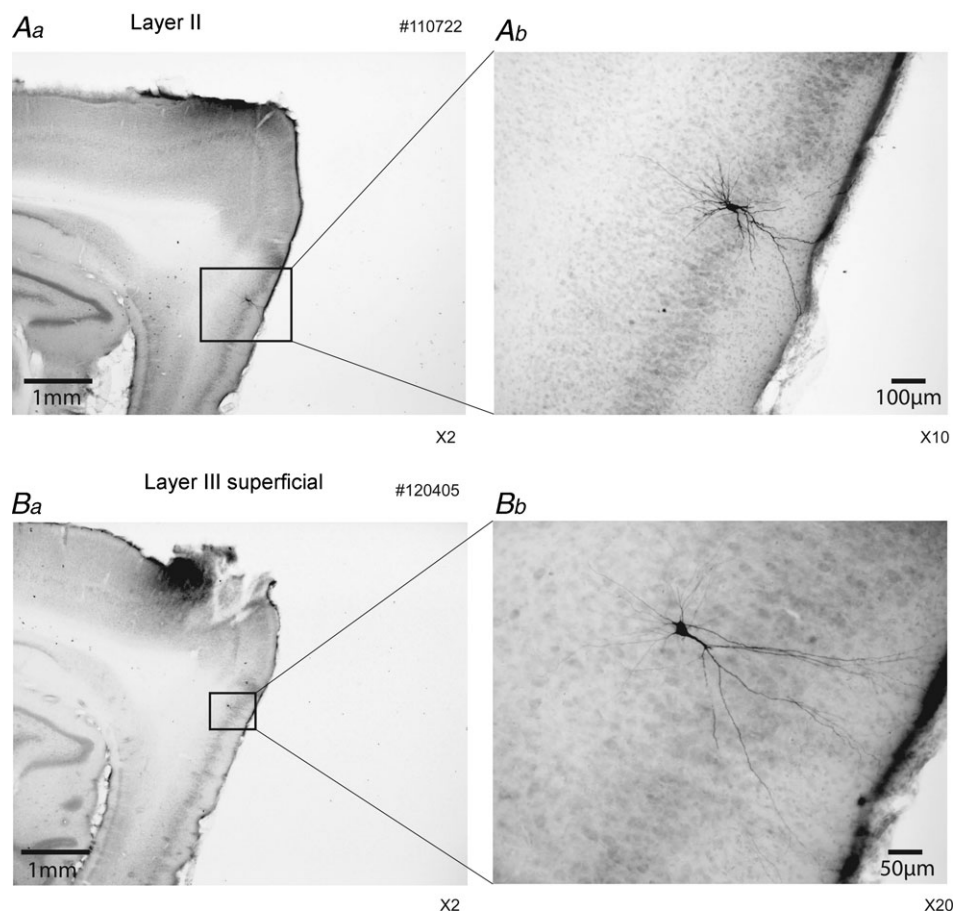 Aa Layer II #110722 Ab
1mm 100µm
X2 X10
Ba Layer III superficial #120405 Bb
1mm 50µm
X2 X20